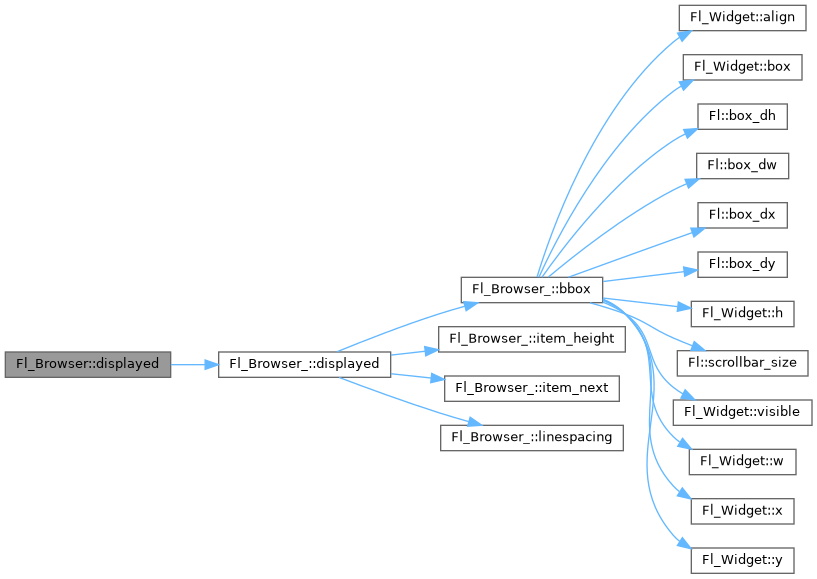 Fl_Browser::displayed
Fl_Browser_::displayed
Fl_Browser_::bbox
Fl_Browser_::item_height
Fl_Browser_::item_next
Fl_Browser_::linespacing
Fl_Widget::align
Fl_Widget::box
Fl::box_dh
Fl::box_dw
Fl::box_dx
Fl::box_dy
Fl_Widget::h
Fl::scrollbar_size
Fl_Widget::visible
Fl_Widget::w
Fl_Widget::x
Fl_Widget::y